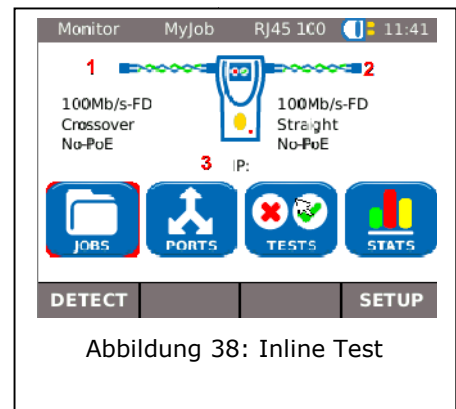 Monitor MyJob RJ45 100 11:41
1 2
100Mb/s-FD 100Mb/s-FD
Crossover Straight
No-PoE No-PoE
3 IP:
JOBS PORTS TESTS STATS
DETECT SETUP
Abbildung 38: Inline Test